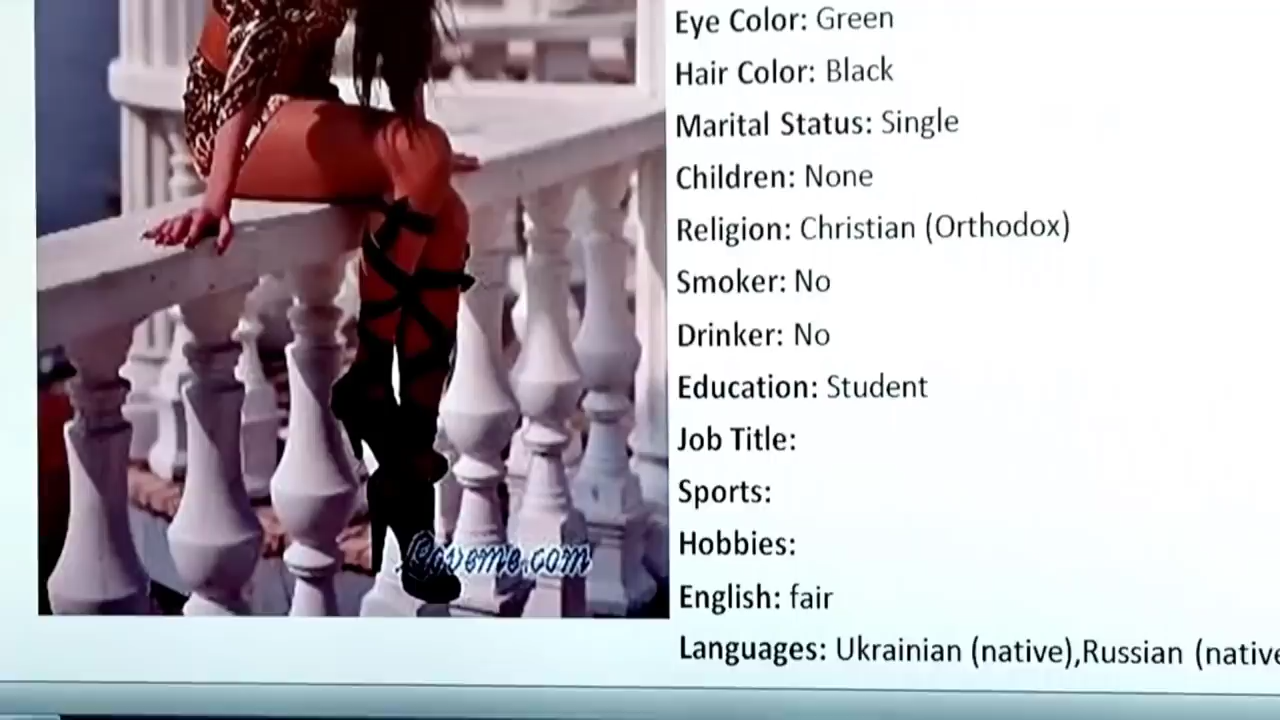 Eye Color: Green
Hair Color: Black
Marital Status: Single
Children: None
Religion: Christian (Orthodox)
Smoker: No
Drinker: No
Education: Student
Job Title:
Sports:
Hobbies:
English: fair
Languages: Ukrainian (native),Russian (native